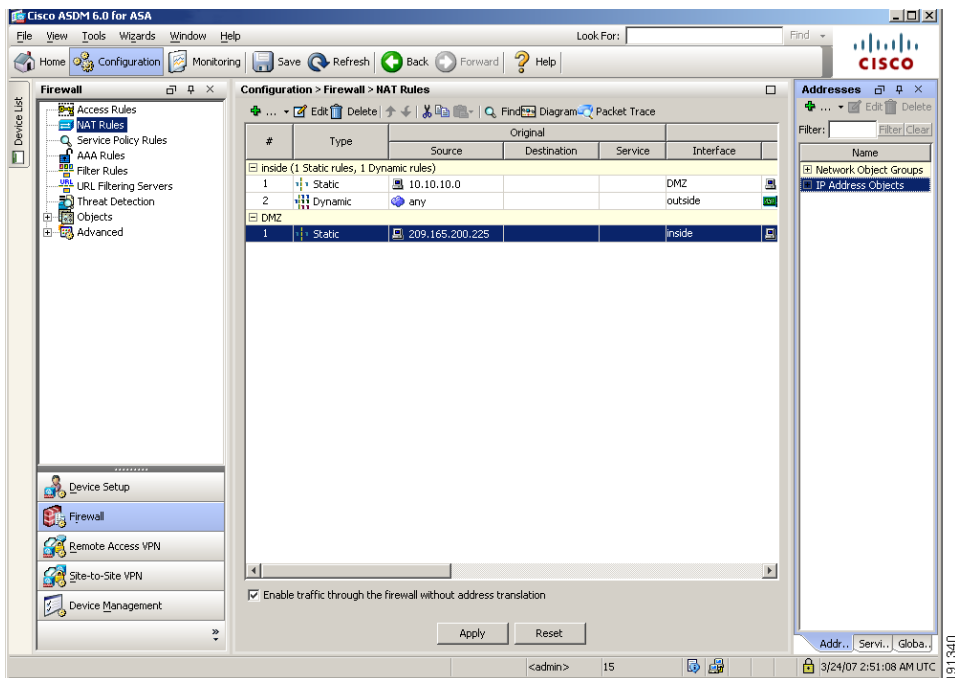 Cisco ASDM 6.0 for ASA
File View Tools Wizards Window Help
Look For:
Find
Home Configuration Monitoring Save Refresh Back Forward Help
CISCO
Device List
Firewall
Access Rules
NAT Rules
Service Policy Rules
AAA Rules
Filter Rules
URL Filtering Servers
Threat Detection
Objects
Advanced
Device Setup
Firewall
Remote Access VPN
Site-to-Site VPN
Device Management
Configuration > Firewall > NAT Rules
... Edit Delete Find Diagram Packet Trace
# Type Original
Source Destination Service Interface
inside (1 Static rules, 1 Dynamic rules)
1 Static 10.10.10.0 DMZ
2 Dynamic any outside
DMZ
1 Static 209.165.200.225 inside
Enable traffic through the firewall without address translation
Apply Reset
Addresses
... Edit Delete
Filter: Filter Clear
Name
Network Object Groups
IP Address Objects
Addr.. Servi.. Globa..
<admin> 15 3/24/07 2:51:08 AM UTC
191340